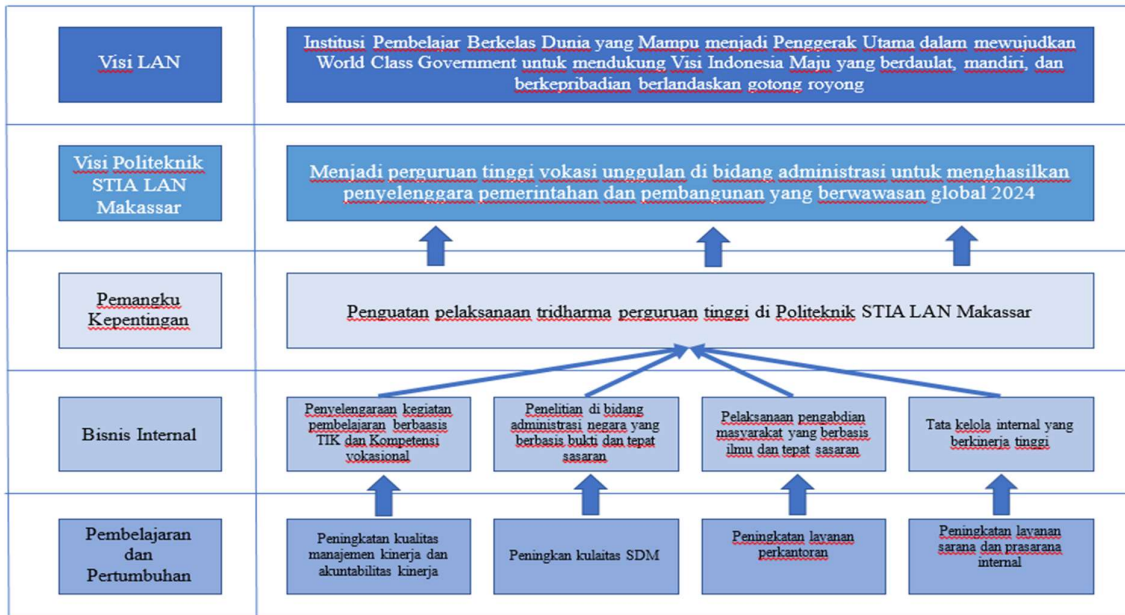 Visi LAN
Institusi Pembelajar Berkelas Dunia yang Mampu menjadi Penggerak Utama dalam mewujudkan
World Class Government untuk mendukung Visi Indonesia Maju yang berdaulat, mandiri, dan
berkepribadian berlandaskan gotong royong
Visi Politeknik
STIA LAN
Makassar
Menjadi perguruan tinggi vokasi unggulan di bidang administrasi untuk menghasilkan
penyelenggara pemerintahan dan pembangunan yang berwawasan global 2024
Pemangku
Kepentingan
Penguatan pelaksanaan tridharma perguruan tinggi di Politeknik STIA LAN Makassar
Bisnis Internal
Penyelengaraan kegiatan
pembelajaran berbaasis
TIK dan Kompetensi
vokasional
Penelitian di bidang
administrasi negara yang
berbasis bukti dan tepat
sasaran
Pelaksanaan pengabdian
masyarakat yang berbasis
ilmu dan tepat sasaran
Tata kelola internal yang
berkinerja tinggi
Pembelajaran
dan
Pertumbuhan
Peningkatan kualitas
manajemen kinerja dan
akuntabilitas kinerja
Peningkan kulaitas SDM
Peningkatan layanan
perkantoran
Peningkatan layanan
sarana dan prasarana
internal